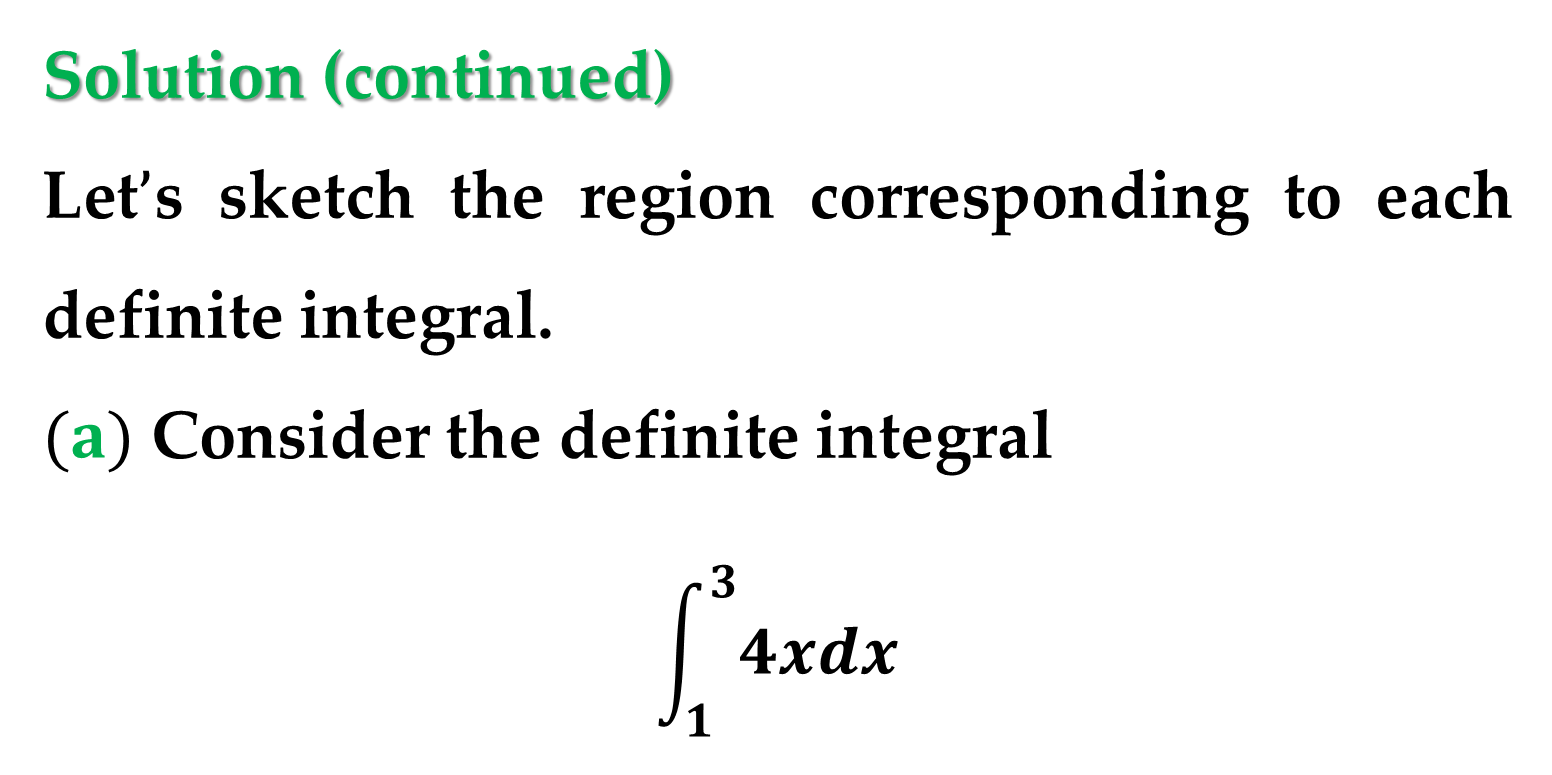 Solution (continued)
Let’s sketch the region corresponding to each
definite integral.
(a) Consider the definite integral
∫₁³ 4xdx